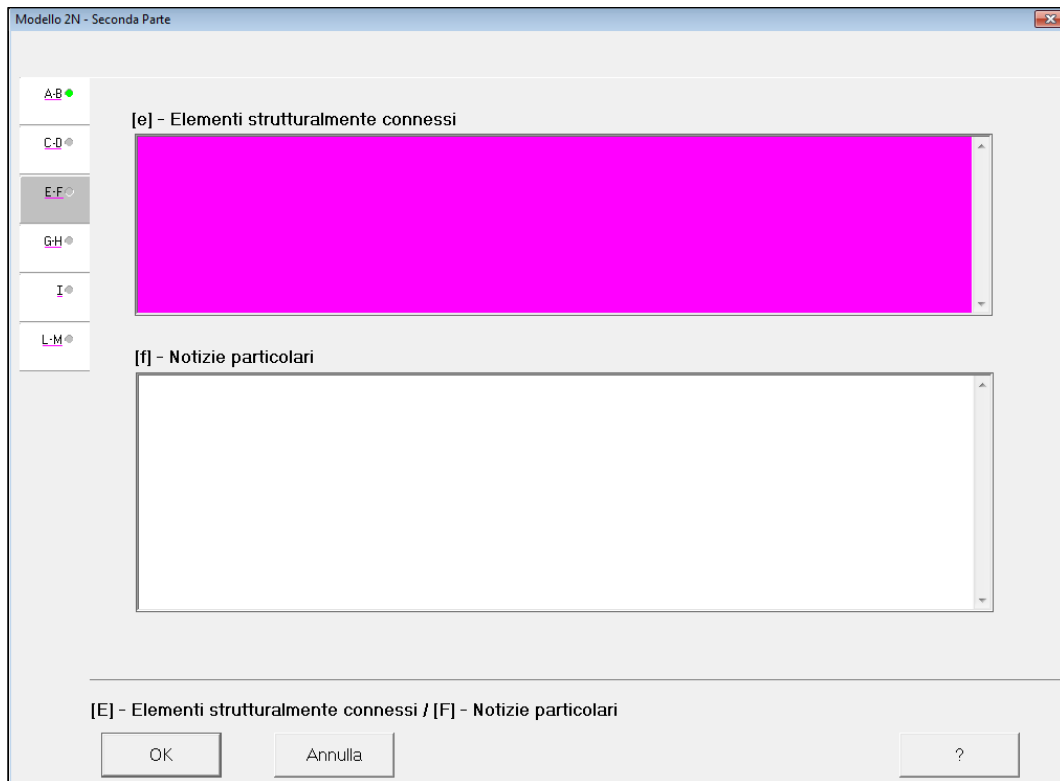 Modello 2N - Seconda Parte
A-B
C-D
E-F
G-H
I
L-M
[e] - Elementi strutturalmente connessi
[f] - Notizie particolari
[E] - Elementi strutturalmente connessi / [F] - Notizie particolari
OK
Annulla
?